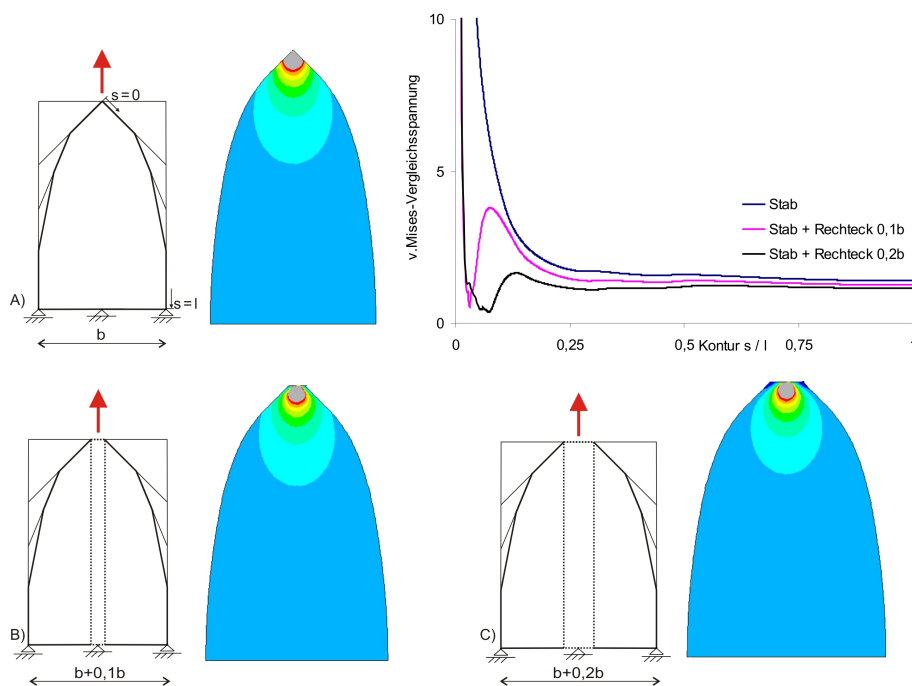 s=0
A)
s=l
b
10
5
0
v.Mises-Vergleichsspannung
Stab
Stab + Rechteck 0,1b
Stab + Rechteck 0,2b
0
0,25
0,5
Kontur s / l
0,75
1
B)
b+0,1b
C)
b+0,2b